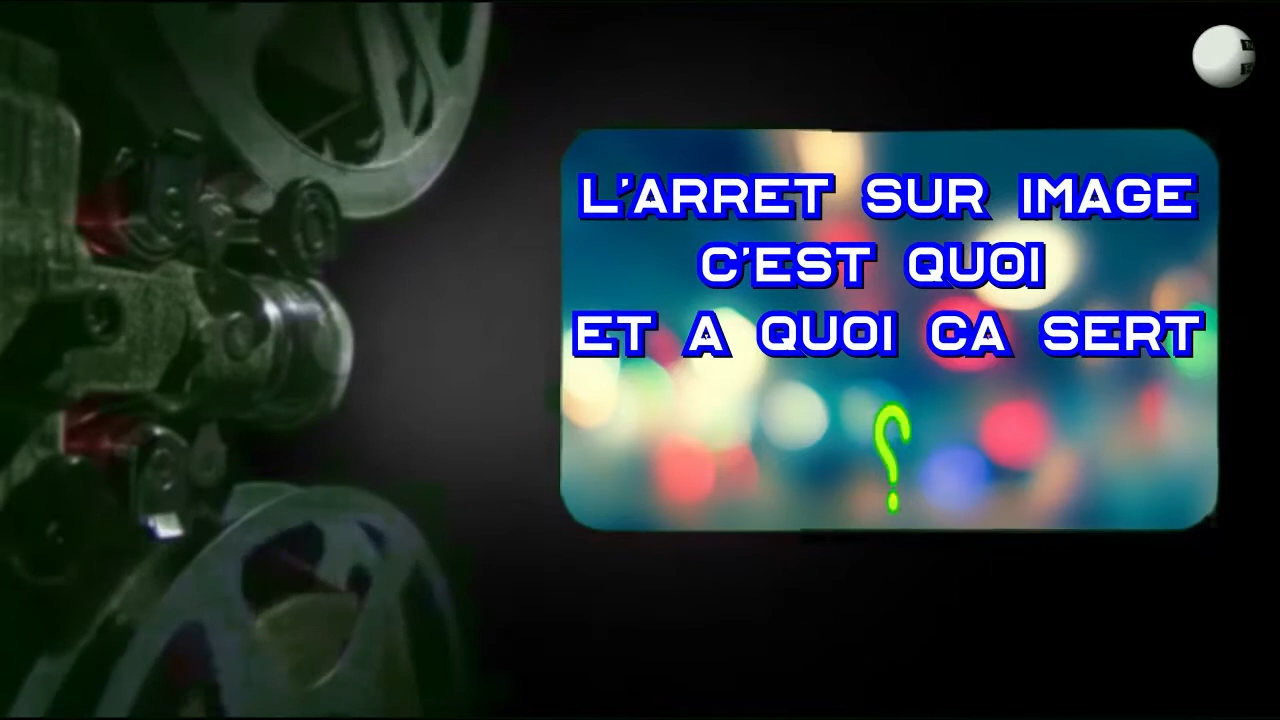 L'ARRET SUR IMAGE
C'EST QUOI
ET A QUOI CA SERT
?